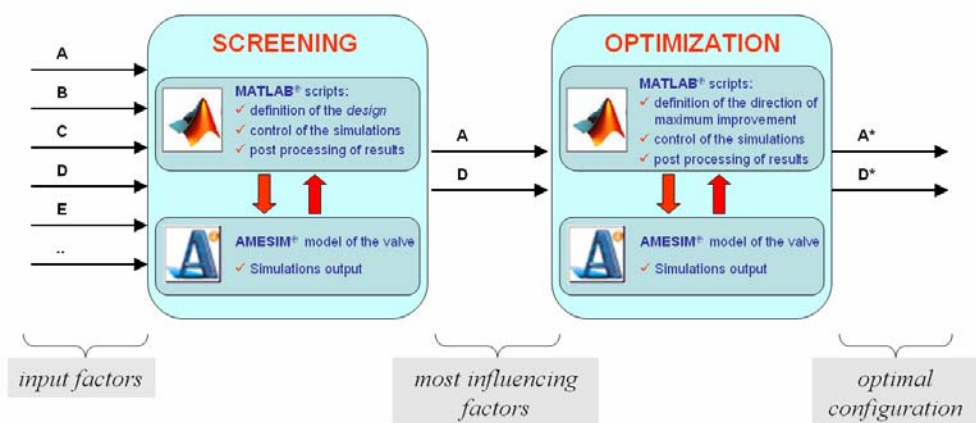 A
B
C
D
E
..
SCREENING
MATLAB® scripts:
✓ definition of the design
✓ control of the simulations
✓ post processing of results
AMESIM® model of the valve
✓ Simulations output
A
D
OPTIMIZATION
MATLAB® scripts:
✓ definition of the direction of
maximum improvement
✓ control of the simulations
✓ post processing of results
AMESIM® model of the valve
✓ Simulations output
A*
D*
input factors
most influencing
factors
optimal
configuration